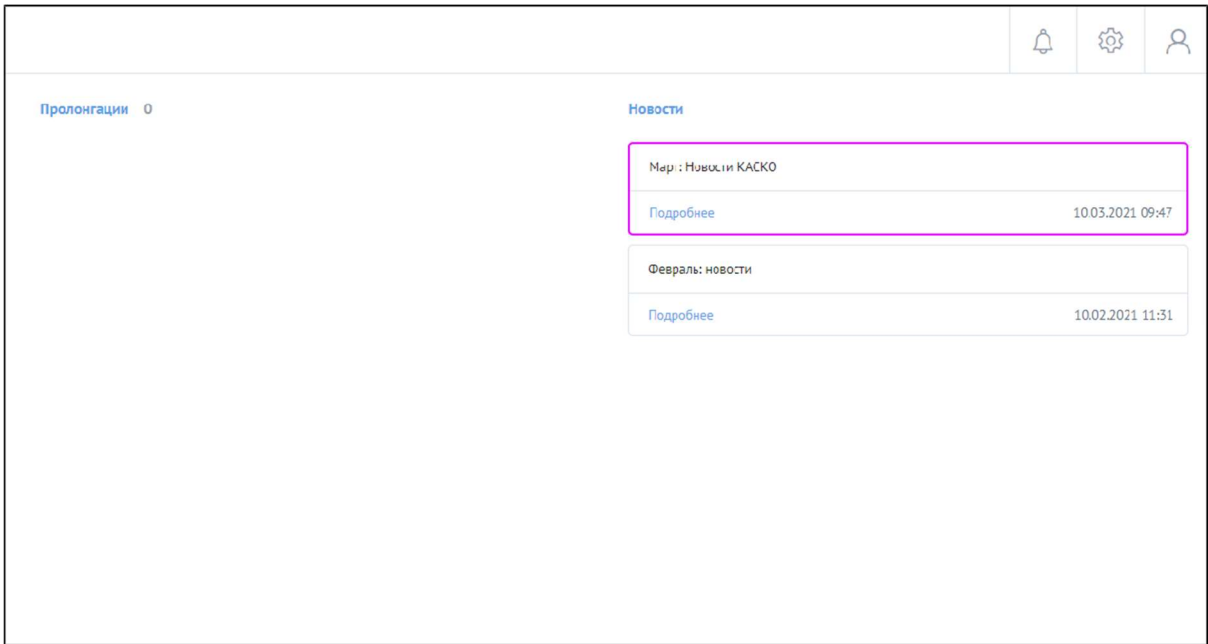 Пролонгации 0
Новости
Март: Новости КАСКО
Подробнее 10.03.2021 09:47
Февраль: новости
Подробнее 10.02.2021 11:31